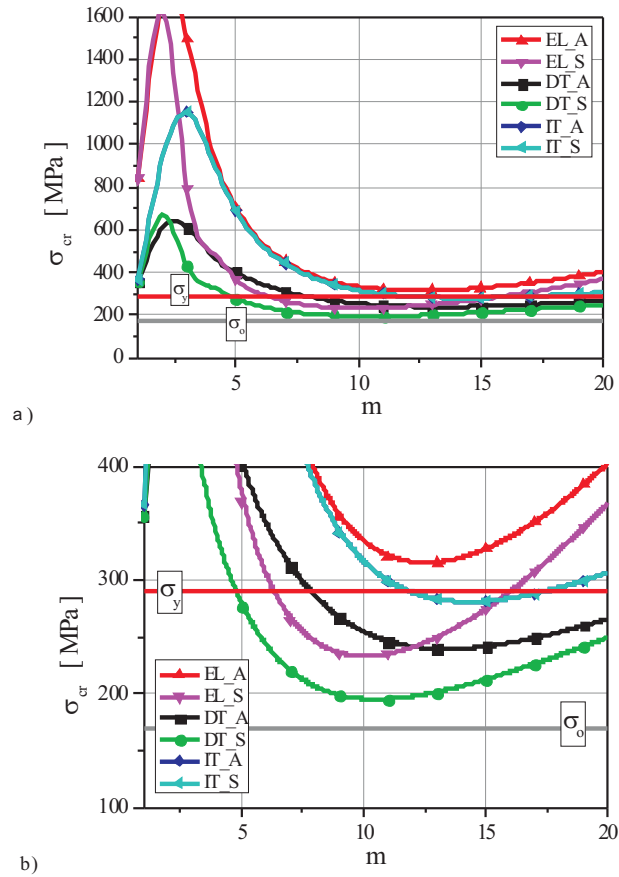 1600
1400
1200
1000
800
600
400
200
0
σcr [ MPa]
EL_A
EL_S
DT_A
DT_S
IT_A
IT_S
σy
σo
5
10
15
20
m
a )
400
300
200
100
σcr [ MPa]
σy
σo
EL_A
EL_S
DT_A
DT_S
IT_A
IT_S
5
10
15
20
m
b )